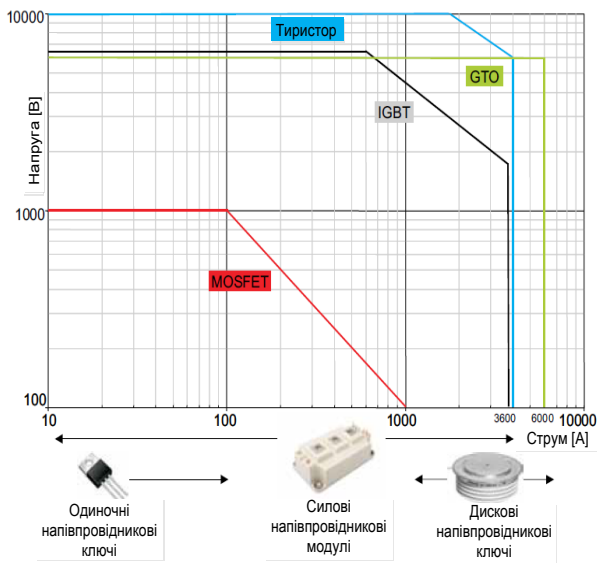 10000
Тиристор
GTO
IGBT
Напруга [В]
1000
MOSFET
100
10
100
1000
3600
6000
10000
Струм [А]
Одиночні
напівпровідникові
ключі
Силові
напівпровідникові
модулі
Дискові
напівпровідникові
ключі